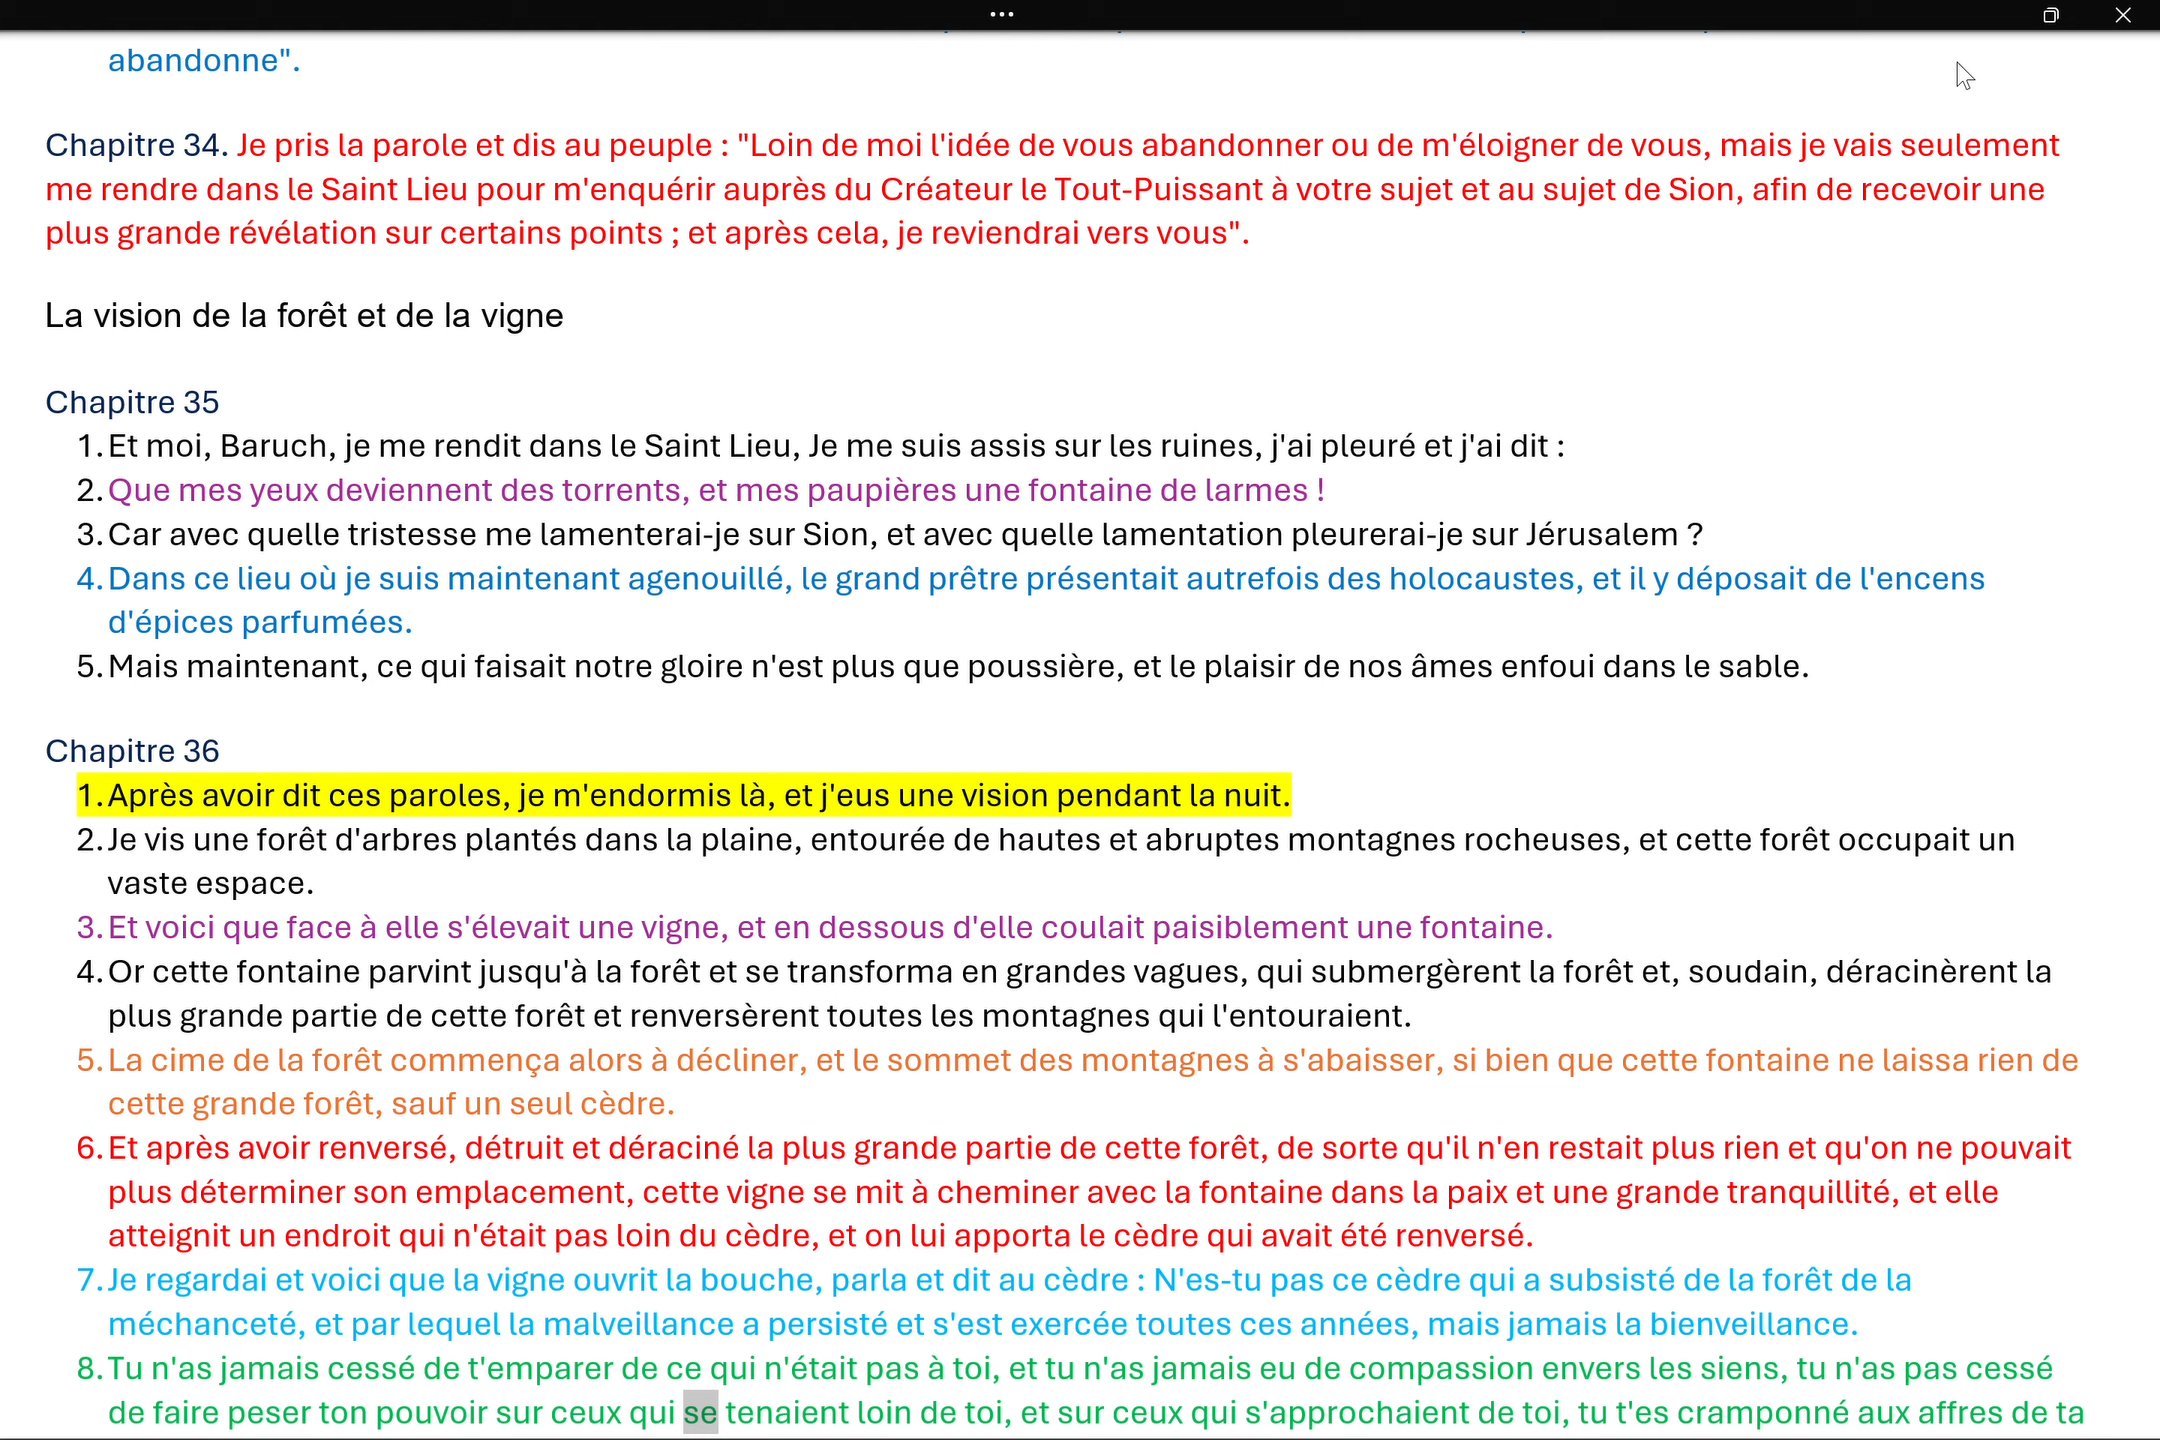 abandonne".
Chapitre 34. Je pris la parole et dis au peuple : "Loin de moi l'idée de vous abandonner ou de m'éloigner de vous, mais je vais seulement
me rendre dans le Saint Lieu pour m'enquérir auprès du Créateur le Tout-Puissant à votre sujet et au sujet de Sion, afin de recevoir une
plus grande révélation sur certains points ; et après cela, je reviendrai vers vous".
La vision de la forêt et de la vigne
Chapitre 35
1. Et moi, Baruch, je me rendit dans le Saint Lieu, Je me suis assis sur les ruines, j'ai pleuré et j'ai dit :
2. Que mes yeux deviennent des torrents, et mes paupières une fontaine de larmes !
3. Car avec quelle tristesse me lamenterai-je sur Sion, et avec quelle lamentation pleurerai-je sur Jérusalem ?
4. Dans ce lieu où je suis maintenant agenouillé, le grand prêtre présentait autrefois des holocaustes, et il y déposait de l'encens
d'épices parfumées.
5. Mais maintenant, ce qui faisait notre gloire n'est plus que poussière, et le plaisir de nos âmes enfoui dans le sable.
Chapitre 36
1. Après avoir dit ces paroles, je m'endormis là, et j'eus une vision pendant la nuit.
2. Je vis une forêt d'arbres plantés dans la plaine, entourée de hautes et abruptes montagnes rocheuses, et cette forêt occupait un
vaste espace.
3. Et voici que face à elle s'élevait une vigne, et en dessous d'elle coulait paisiblement une fontaine.
4. Or cette fontaine parvint jusqu'à la forêt et se transforma en grandes vagues, qui submergèrent la forêt et, soudain, déracinèrent la
plus grande partie de cette forêt et renversèrent toutes les montagnes qui l'entouraient.
5. La cime de la forêt commença alors à décliner, et le sommet des montagnes à s'abaisser, si bien que cette fontaine ne laissa rien de
cette grande forêt, sauf un seul cèdre.
6. Et après avoir renversé, détruit et déraciné la plus grande partie de cette forêt, de sorte qu'il n'en restait plus rien et qu'on ne pouvait
plus déterminer son emplacement, cette vigne se mit à cheminer avec la fontaine dans la paix et une grande tranquillité, et elle
atteignit un endroit qui n'était pas loin du cèdre, et on lui apporta le cèdre qui avait été renversé.
7. Je regardai et voici que la vigne ouvrit la bouche, parla et dit au cèdre : N'es-tu pas ce cèdre qui a subsisté de la forêt de la
méchanceté, et par lequel la malveillance a persisté et s'est exercée toutes ces années, mais jamais la bienveillance.
8. Tu n'as jamais cessé de t'emparer de ce qui n'était pas à toi, et tu n'as jamais eu de compassion envers les siens, tu n'as pas cessé
de faire peser ton pouvoir sur ceux qui se tenaient loin de toi, et sur ceux qui s'approchaient de toi, tu t'es cramponné aux affres de ta